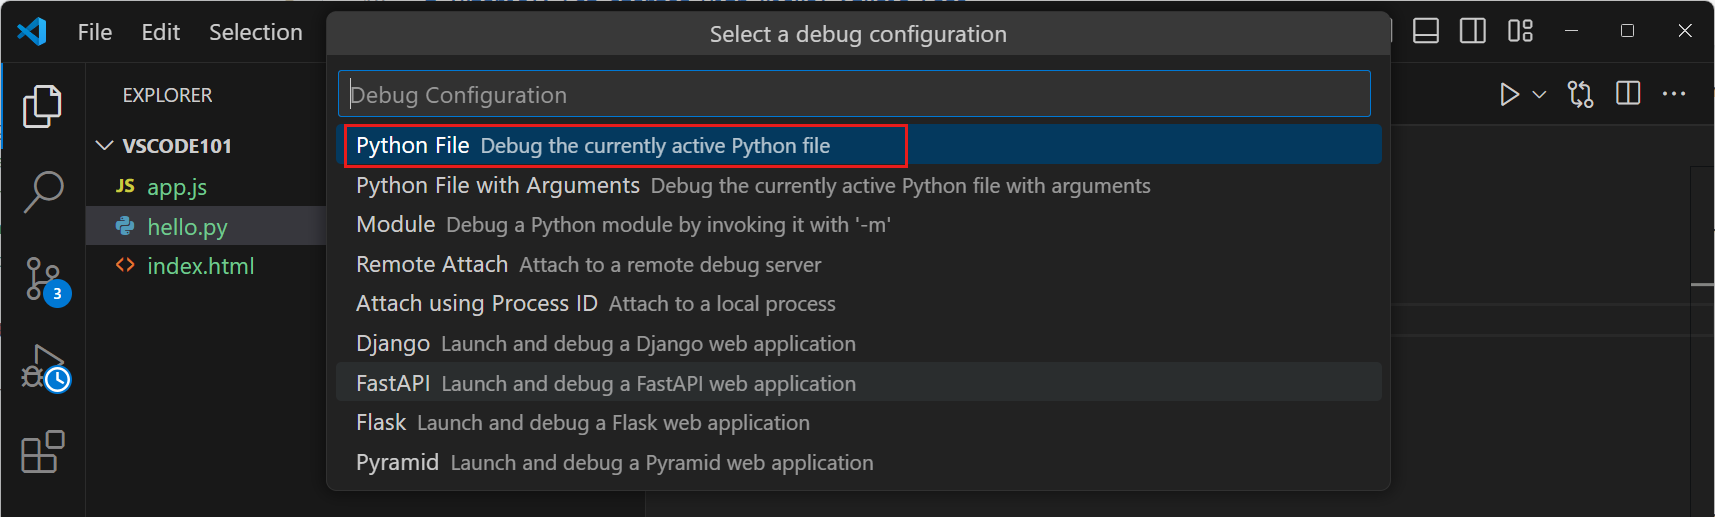 File Edit Selection
Select a debug configuration
EXPLORER
Debug Configuration
VSCODE101
JS app.js
hello.py
<> index.html
3
Python File Debug the currently active Python file
Python File with Arguments Debug the currently active Python file with arguments
Module Debug a Python module by invoking it with '-m'
Remote Attach Attach to a remote debug server
Attach using Process ID Attach to a local process
Django Launch and debug a Django web application
FastAPI Launch and debug a FastAPI web application
Flask Launch and debug a Flask web application
Pyramid Launch and debug a Pyramid web application